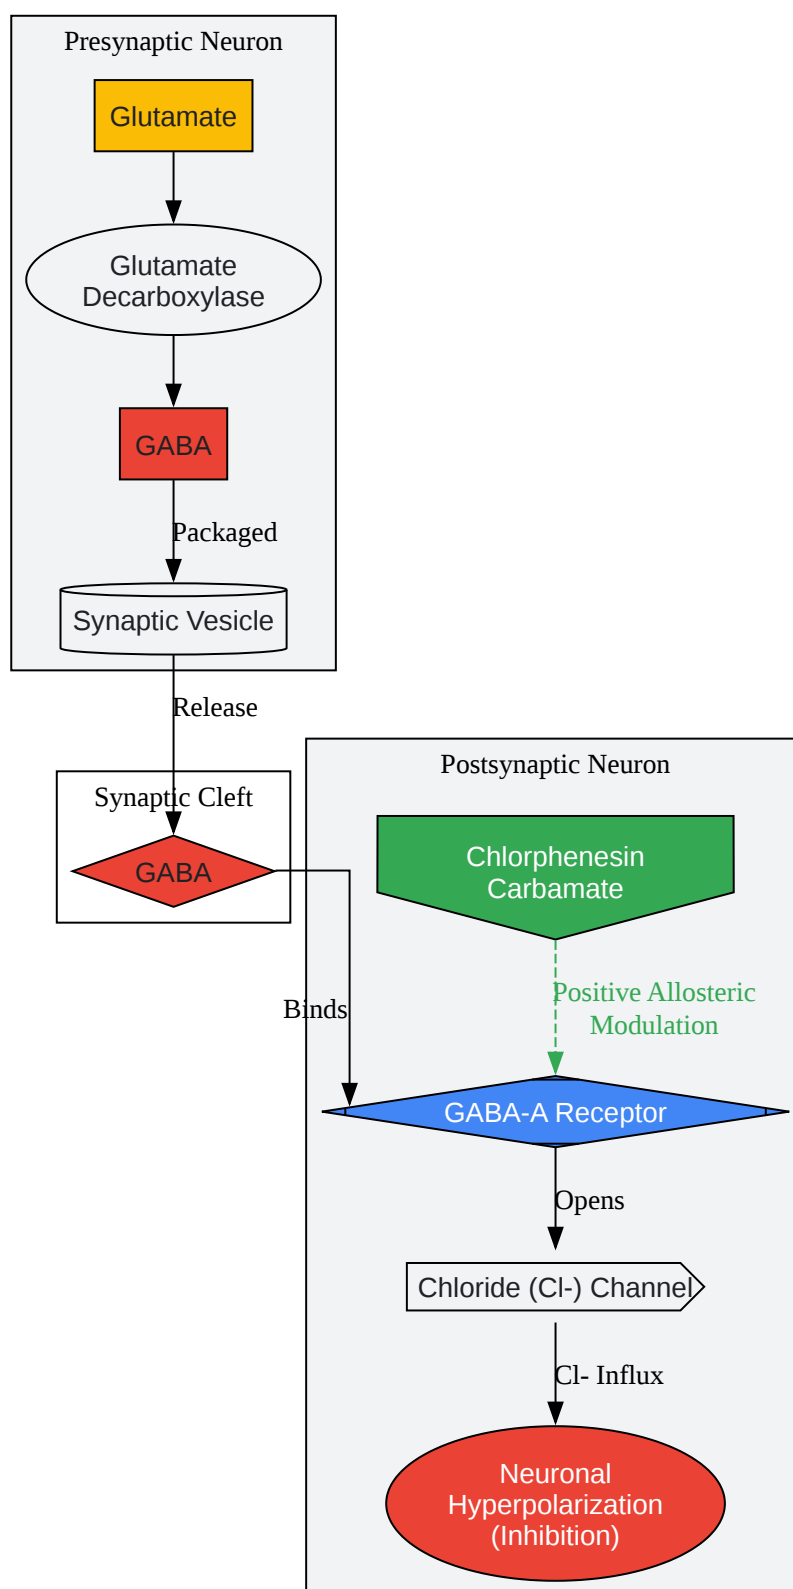 Presynaptic Neuron
Glutamate
Glutamate
Decarboxylase
GABA
Packaged
Synaptic Vesicle
Release
Synaptic Cleft
GABA
Postsynaptic Neuron
Chlorphenesin
Carbamate
Positive Allosteric
Modulation
Binds
GABA-A Receptor
Opens
Chloride (Cl-) Channel
Cl- Influx
Neuronal
Hyperpolarization
(Inhibition)